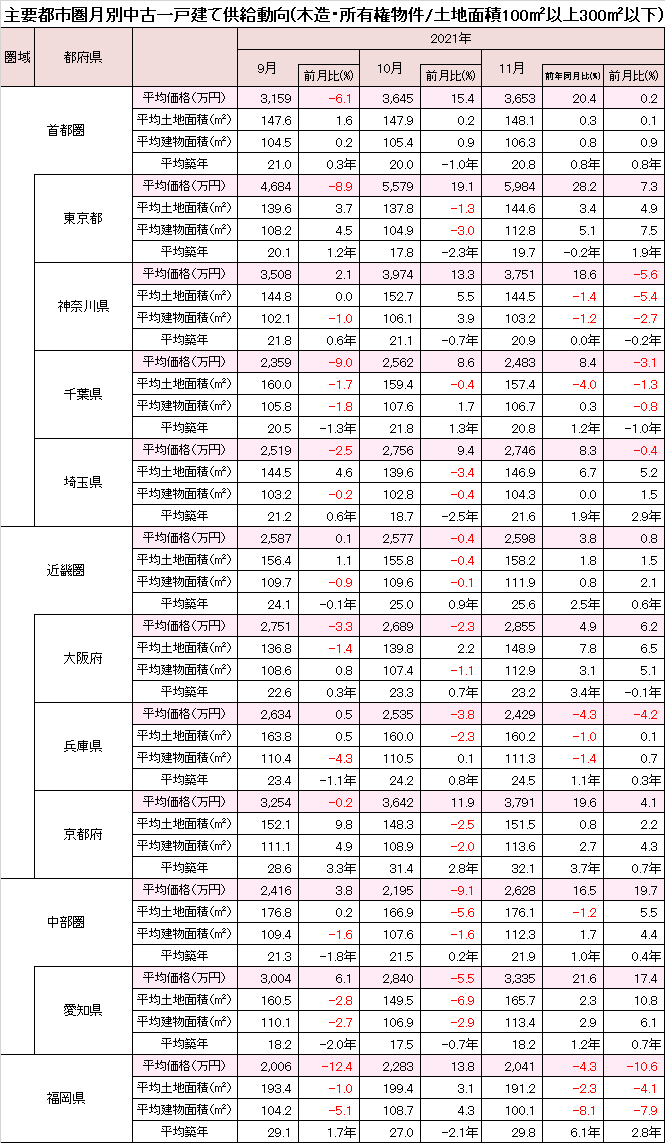 主要都市圏月別中古一戸建て供給動向(木造・所有権物件/土地面積100㎡以上300㎡以下)
圏域 都府県 2021年
9月 前月比(%) 10月 前月比(%) 11月 前年同月比(%) 前月比(%)
首都圏
平均価格(万円) 3,159 -6.1 3,645 15.4 3,653 20.4 0.2
平均土地面積(㎡) 147.6 1.6 147.9 0.2 148.1 0.3 0.1
平均建物面積(㎡) 104.5 0.2 105.4 0.9 106.3 0.8 0.9
平均築年 21.0 0.3年 20.0 -1.0年 20.8 0.8年 0.8年
東京都
平均価格(万円) 4,684 -8.9 5,579 19.1 5,984 28.2 7.3
平均土地面積(㎡) 139.6 3.7 137.8 -1.3 144.6 3.4 4.9
平均建物面積(㎡) 108.2 4.5 104.9 -3.0 112.8 5.1 7.5
平均築年 20.1 1.2年 17.8 -2.3年 19.7 -0.2年 1.9年
神奈川県
平均価格(万円) 3,508 2.1 3,974 13.3 3,751 18.6 -5.6
平均土地面積(㎡) 144.8 0.0 152.7 5.5 144.5 -1.4 -5.4
平均建物面積(㎡) 102.1 -1.0 106.1 3.9 103.2 -1.2 -2.7
平均築年 21.8 0.6年 21.1 -0.7年 20.9 0.0年 -0.2年
千葉県
平均価格(万円) 2,359 -9.0 2,562 8.6 2,483 8.4 -3.1
平均土地面積(㎡) 160.0 -1.7 159.4 -0.4 157.4 -4.0 -1.3
平均建物面積(㎡) 105.8 -1.8 107.6 1.7 106.7 0.3 -0.8
平均築年 20.5 -1.3年 21.8 1.3年 20.8 1.2年 -1.0年
埼玉県
平均価格(万円) 2,519 -2.5 2,756 9.4 2,746 8.3 -0.4
平均土地面積(㎡) 144.5 4.6 139.6 -3.4 146.9 6.7 5.2
平均建物面積(㎡) 103.2 -0.2 102.8 -0.4 104.3 0.0 1.5
平均築年 21.2 0.6年 18.7 -2.5年 21.6 1.9年 2.9年
近畿圏
平均価格(万円) 2,587 0.1 2,577 -0.4 2,598 3.8 0.8
平均土地面積(㎡) 156.4 1.1 155.8 -0.4 158.2 1.8 1.5
平均建物面積(㎡) 109.7 -0.9 109.6 -0.1 111.9 0.8 2.1
平均築年 24.1 -0.1年 25.0 0.9年 25.6 2.5年 0.6年
大阪府
平均価格(万円) 2,751 -3.3 2,689 -2.3 2,855 4.9 6.2
平均土地面積(㎡) 136.8 -1.4 139.8 2.2 148.9 7.8 6.5
平均建物面積(㎡) 108.6 0.8 107.4 -1.1 112.9 3.1 5.1
平均築年 22.6 0.3年 23.3 0.7年 23.2 3.4年 -0.1年
兵庫県
平均価格(万円) 2,634 0.5 2,535 -3.8 2,429 -4.3 -4.2
平均土地面積(㎡) 163.8 0.5 160.0 -2.3 160.2 -1.0 0.1
平均建物面積(㎡) 110.4 -4.3 110.5 0.1 111.3 -1.4 0.7
平均築年 23.4 -1.1年 24.2 0.8年 24.5 1.1年 0.3年
京都府
平均価格(万円) 3,254 -0.2 3,642 11.9 3,791 19.6 4.1
平均土地面積(㎡) 152.1 9.8 148.3 -2.5 151.5 0.8 2.2
平均建物面積(㎡) 111.1 4.9 108.9 -2.0 113.6 2.7 4.3
平均築年 28.6 3.3年 31.4 2.8年 32.1 3.7年 0.7年
中部圏
平均価格(万円) 2,416 3.8 2,195 -9.1 2,628 16.5 19.7
平均土地面積(㎡) 176.8 0.2 166.9 -5.6 176.1 -1.2 5.5
平均建物面積(㎡) 109.4 -1.6 107.6 -1.6 112.3 1.7 4.4
平均築年 21.3 -1.8年 21.5 0.2年 21.9 1.0年 0.4年
愛知県
平均価格(万円) 3,004 6.1 2,840 -5.5 3,335 21.6 17.4
平均土地面積(㎡) 160.5 -2.8 149.5 -6.9 165.7 2.3 10.8
平均建物面積(㎡) 110.1 -2.7 106.9 -2.9 113.4 2.9 6.1
平均築年 18.2 -2.0年 17.5 -0.7年 18.2 1.2年 0.7年
福岡県
平均価格(万円) 2,006 -12.4 2,283 13.8 2,041 -4.3 -10.6
平均土地面積(㎡) 193.4 -1.0 199.4 3.1 191.2 -2.3 -4.1
平均建物面積(㎡) 104.2 -5.1 108.7 4.3 100.1 -8.1 -7.9
平均築年 29.1 1.7年 27.0 -2.1年 29.8 6.1年 2.8年